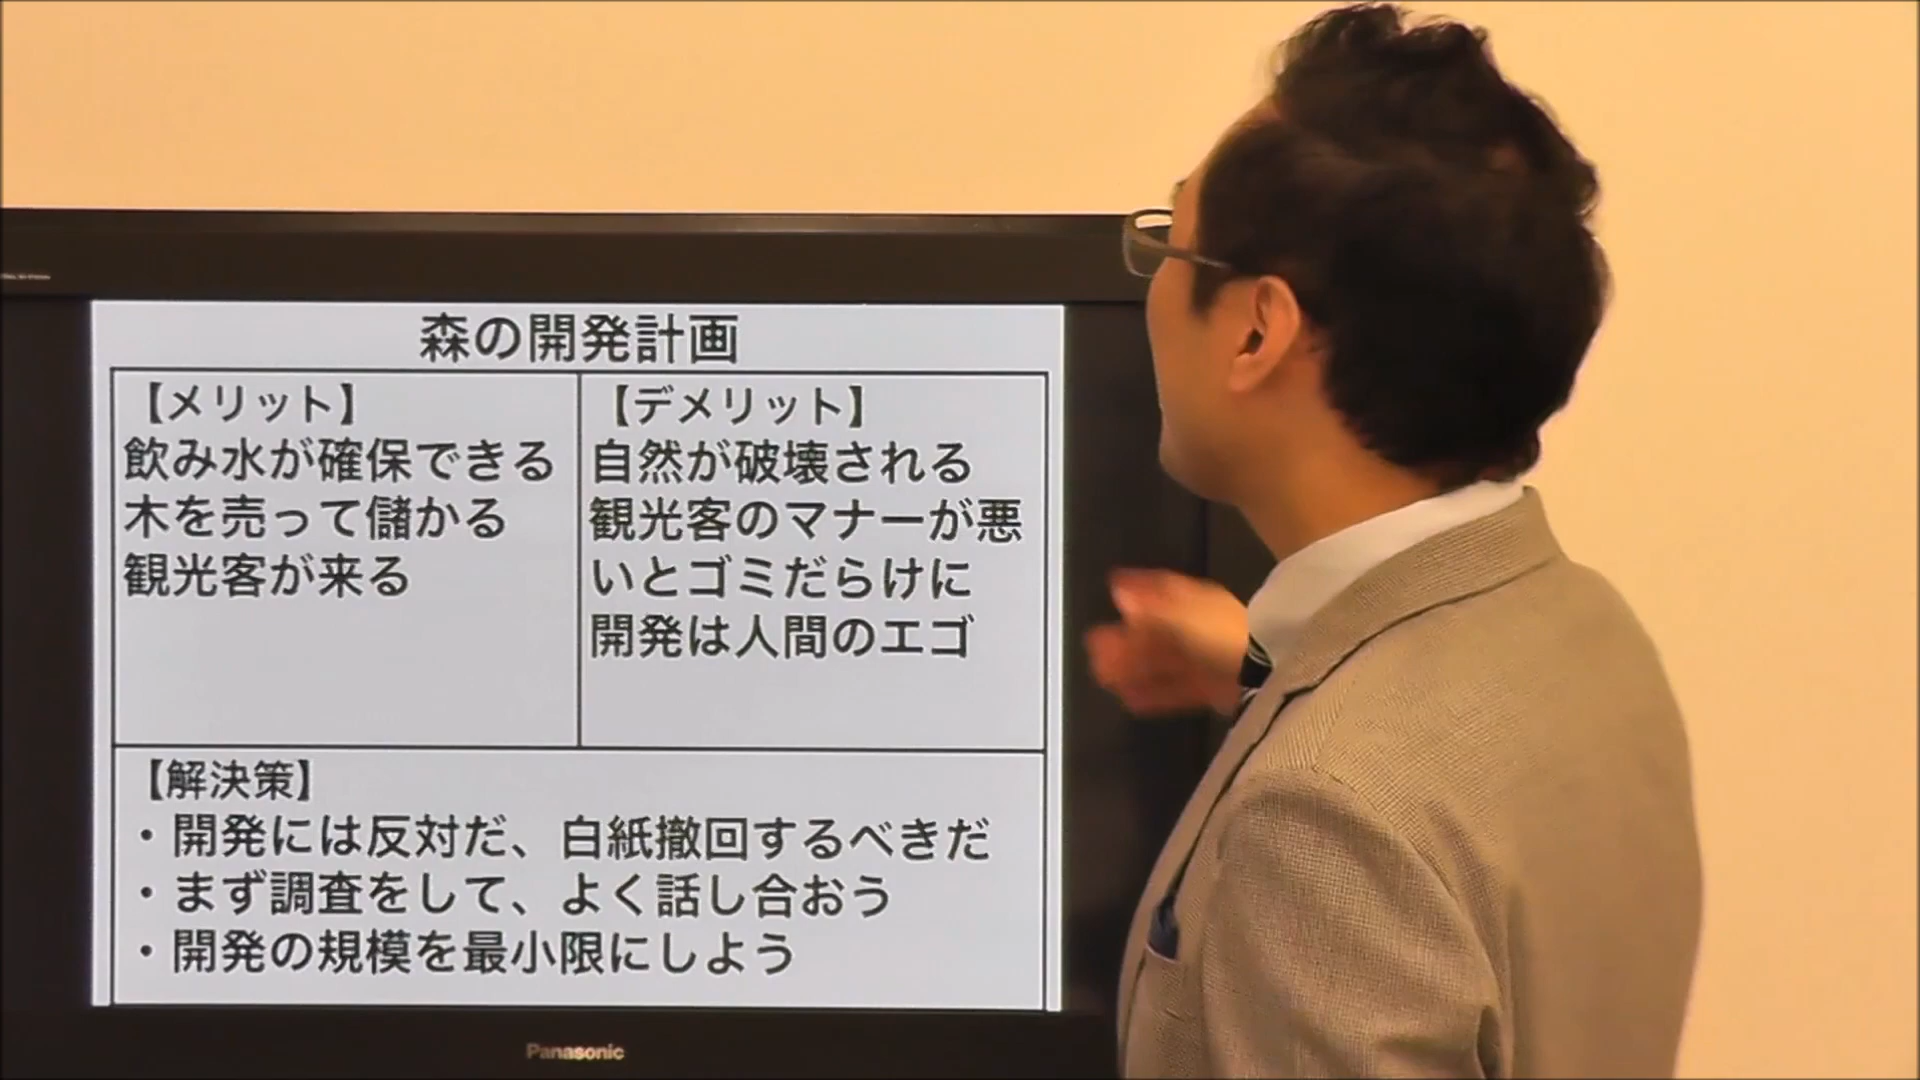 森の開発計画
【メリット】
飲み水が確保できる
木を売って儲かる
観光客が来る
【デメリット】
自然が破壊される
観光客のマナーが悪
いとゴミだらけに
開発は人間のエゴ
【解決策】
・開発には反対だ、白紙撤回するべきだ
・まず調査をして、よく話し合おう
・開発の規模を最小限にしよう
Panasonic